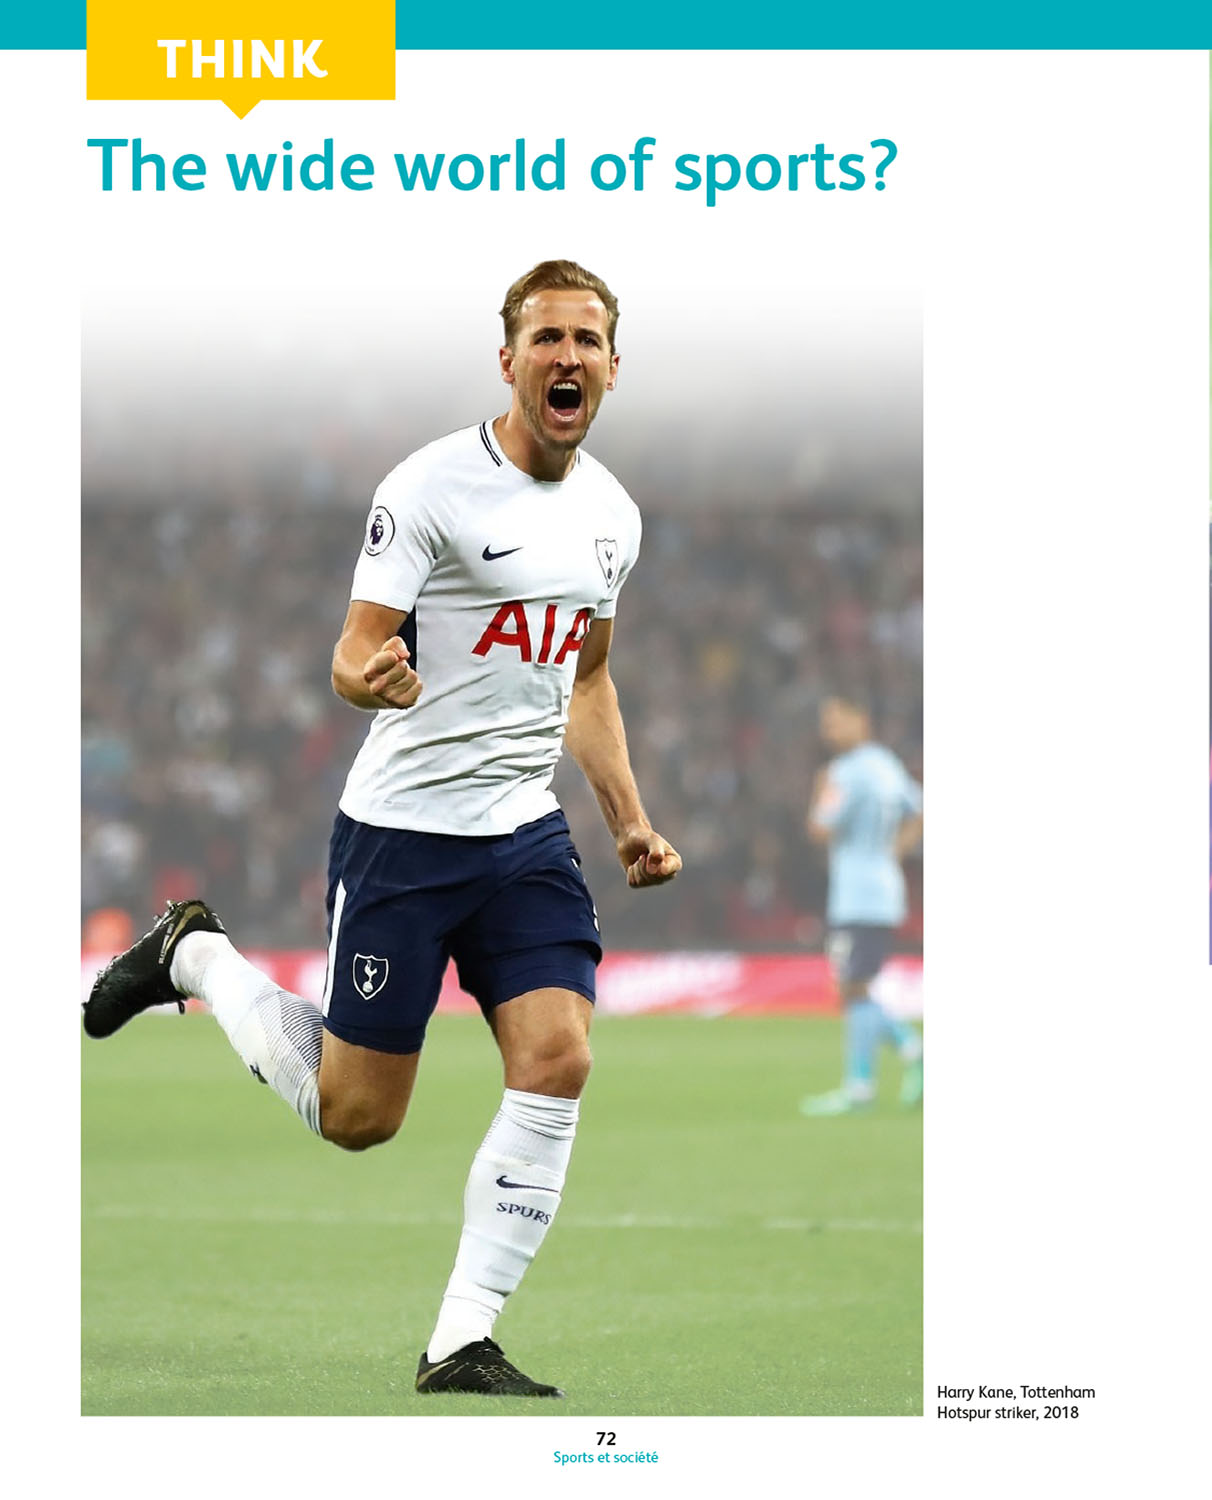 THINK
The wide world of sports?
AIA
SPURS
Harry Kane, Tottenham
Hotspur striker, 2018
72
Sports et société